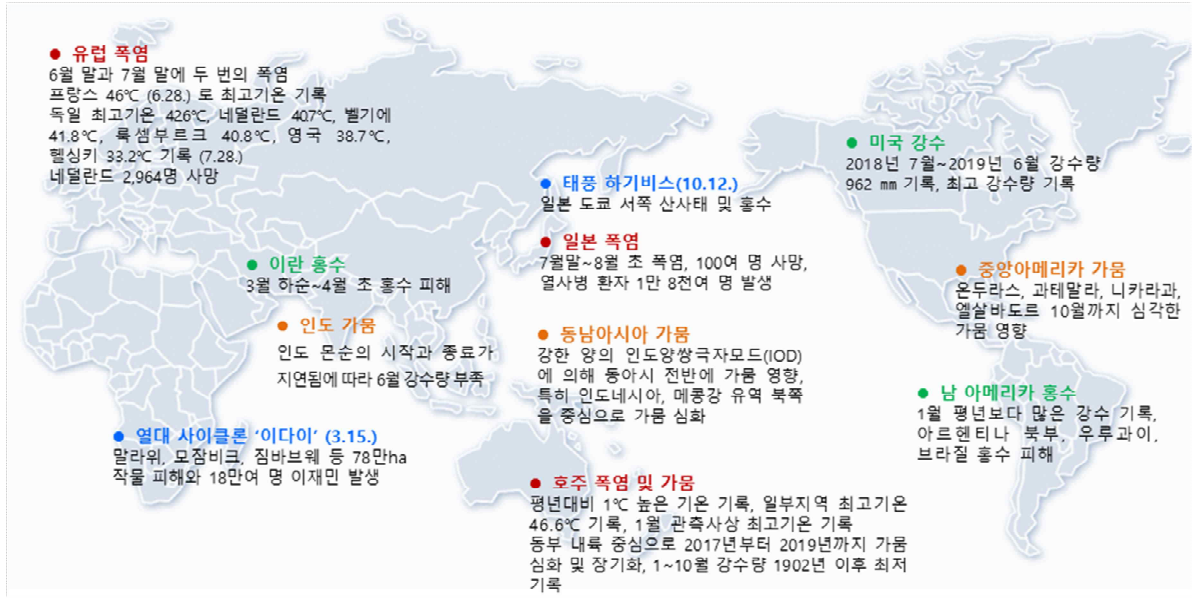 유럽 폭염
6월 말과 7월 말에 두 번의 폭염
프랑스 46℃ (6.28.) 로 최고기온 기록
독일 최고기온 426℃, 네덜란드 407℃, 벨기에
41.8℃, 룩셈부르크 40.8℃, 영국 38.7℃,
헬싱키 33.2℃ 기록 (7.28.)
네덜란드 2,964명 사망
이란 홍수
3월 하순~4월 초 홍수 피해
인도 가뭄
인도 몬순의 시작과 종료가
지연됨에 따라 6월 강수량 부족
열대 사이클론 ‘이다이’ (3.15.)
말라위, 모잠비크, 짐바브웨 등 78만ha
작물 피해와 18만여 명 이재민 발생
태풍 하기비스(10.12.)
일본 도쿄 서쪽 산사태 및 홍수
일본 폭염
7월말~8월 초 폭염, 100여 명 사망,
열사병 환자 1만 8천여 명 발생
동남아시아 가뭄
강한 양의 인도양쌍극자모드(IOD)
에 의해 동아시 전반에 가뭄 영향,
특히 인도네시아, 메콩강 유역 북쪽
을 중심으로 가뭄 심화
호주 폭염 및 가뭄
평년대비 1℃ 높은 기온 기록, 일부지역 최고기온
46.6℃ 기록, 1월 관측사상 최고기온 기록
동부 내륙 중심으로 2017년부터 2019년까지 가뭄
심화 및 장기화, 1~10월 강수량 1902년 이후 최저
기록
미국 강수
2018년 7월~2019년 6월 강수량
962 ㎜ 기록, 최고 강수량 기록
중앙아메리카 가뭄
온두라스, 과테말라, 니카라과,
엘살바도르 10월까지 심각한
가뭄 영향
남 아메리카 홍수
1월 평년보다 많은 강수 기록,
아르헨티나 북부, 우루과이,
브라질 홍수 피해